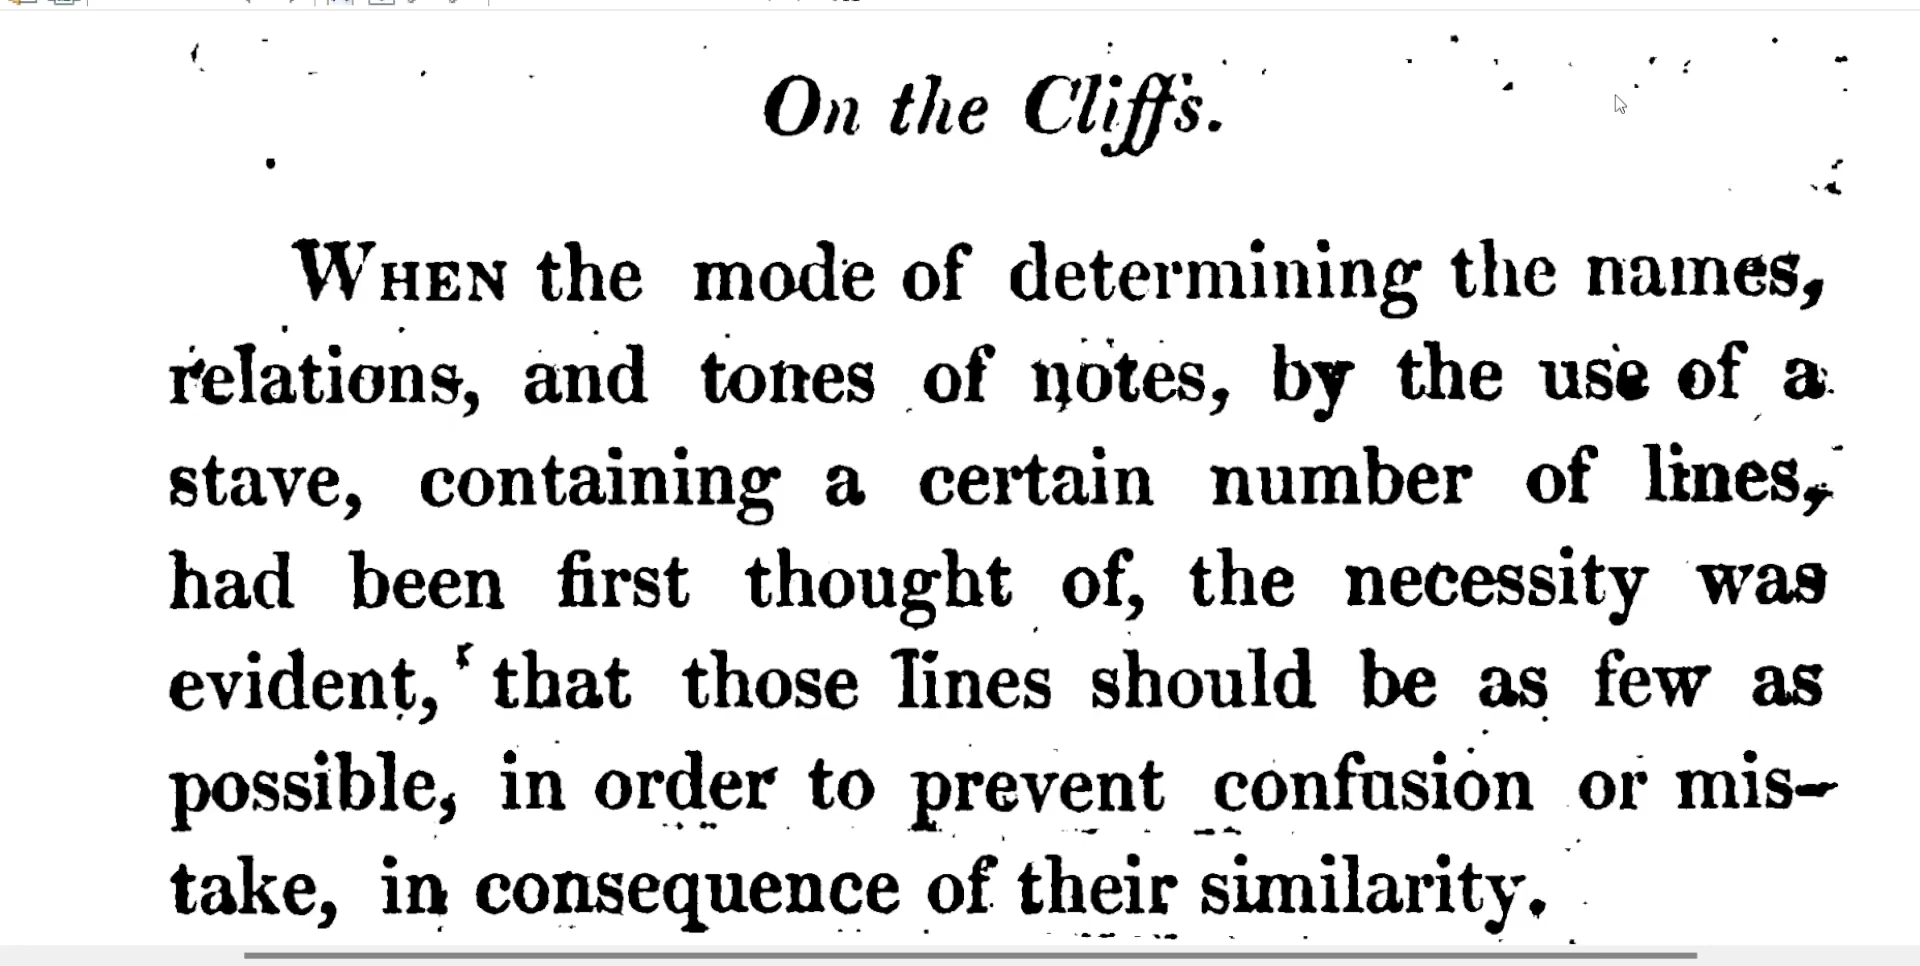 On the Cliffs.
WHEN the mode of determining the names,
relations, and tones of notes, by the use of a
stave, containing a certain number of lines,
had been first thought of, the necessity was
evident, that those lines should be as few as
possible, in order to prevent confusion or mis-
take, in consequence of their similarity.